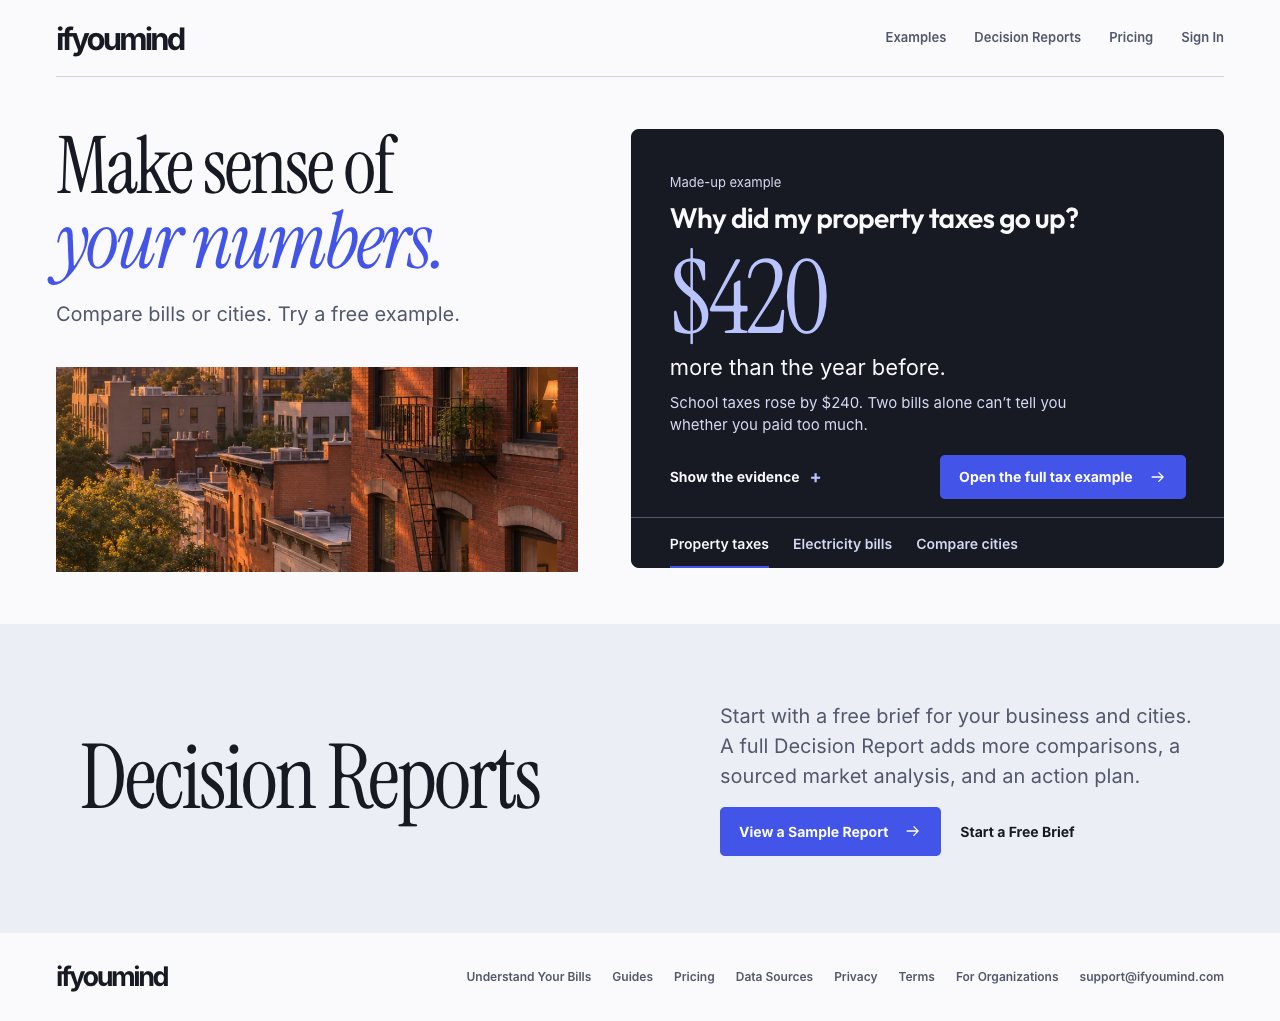 ifyoumind
Examples Decision Reports Pricing Sign In
Make sense of
your numbers.
Compare bills or cities. Try a free example.
Made-up example
Why did my property taxes go up?
$420
more than the year before.
School taxes rose by $240. Two bills alone can’t tell you
whether you paid too much.
Show the evidence +
Open the full tax example →
Property taxes Electricity bills Compare cities
Decision Reports
Start with a free brief for your business and cities.
A full Decision Report adds more comparisons, a
sourced market analysis, and an action plan.
View a Sample Report → Start a Free Brief
ifyoumind
Understand Your Bills Guides Pricing Data Sources Privacy Terms For Organizations support@ifyoumind.com